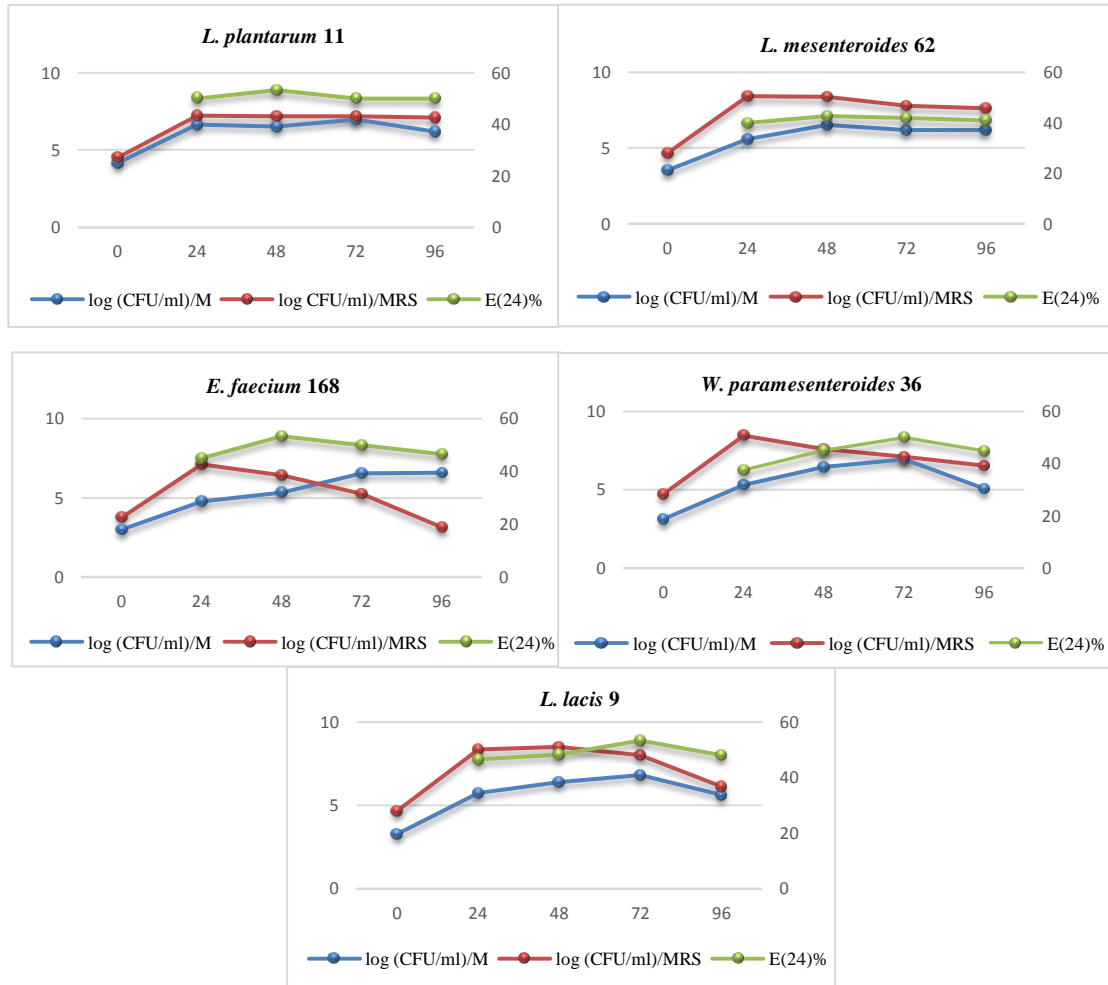 L. plantarum 11
10
5
0
60
40
20
0
0 24 48 72 96
log (CFU/ml)/M log CFU/ml)/MRS E(24)%
L. mesenteroides 62
10
5
0
60
40
20
0
0 24 48 72 96
log (CFU/ml)/M log (CFU/ml)/MRS E(24)%
E. faecium 168
10
5
0
60
40
20
0
0 24 48 72 96
log (CFU/ml)/M log (CFU/ml)/MRS E(24)%
W. paramesenteroides 36
10
5
0
60
40
20
0
0 24 48 72 96
log (CFU/ml)/M log (CFU/ml)/MRS E(24)%
L. lacis 9
10
5
0
60
40
20
0
0 24 48 72 96
log (CFU/ml)/M log (CFU/ml)/MRS E(24)%